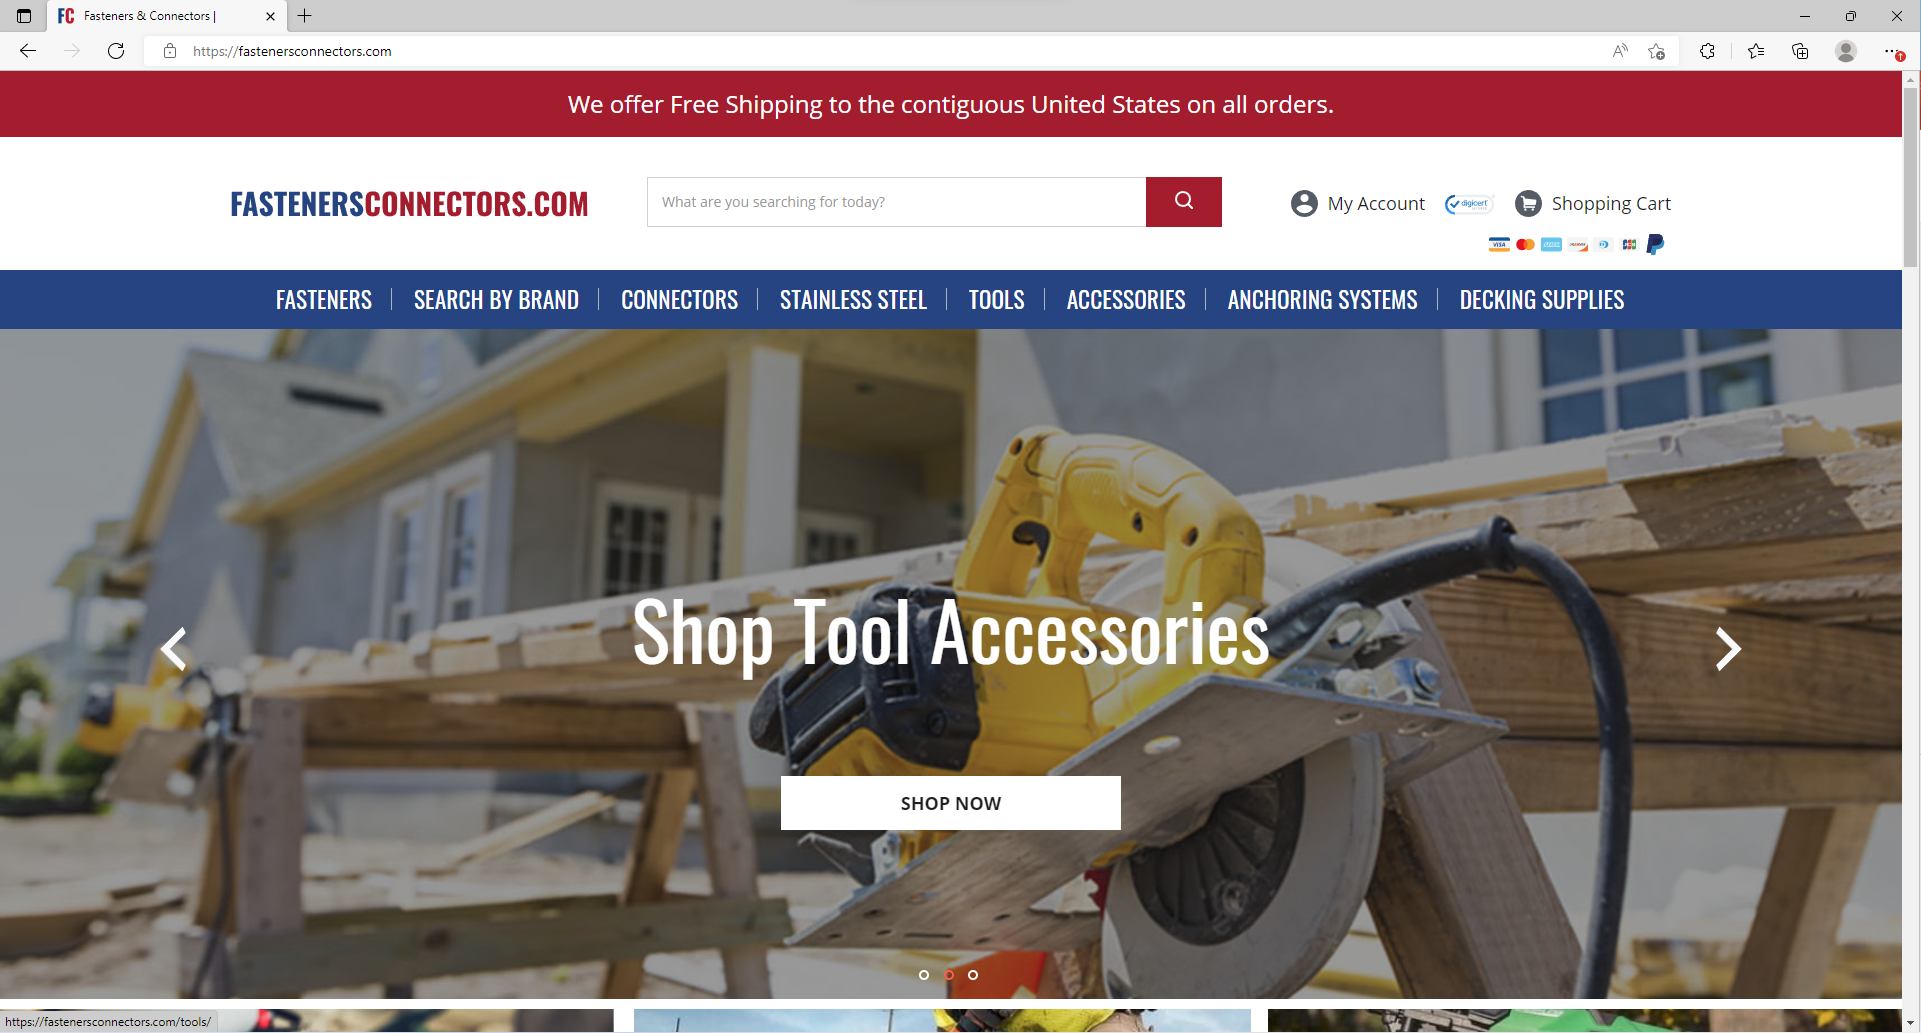 Fasteners & Connectors |
https://fastenersconnectors.com
We offer Free Shipping to the contiguous United States on all orders.
FASTENERSCONNECTORS.COM
What are you searching for today?
My Account
digicert
Shopping Cart
VISA
FASTENERS
SEARCH BY BRAND
CONNECTORS
STAINLESS STEEL
TOOLS
ACCESSORIES
ANCHORING SYSTEMS
DECKING SUPPLIES
Shop Tool Accessories
SHOP NOW
https://fastenersconnectors.com/tools/